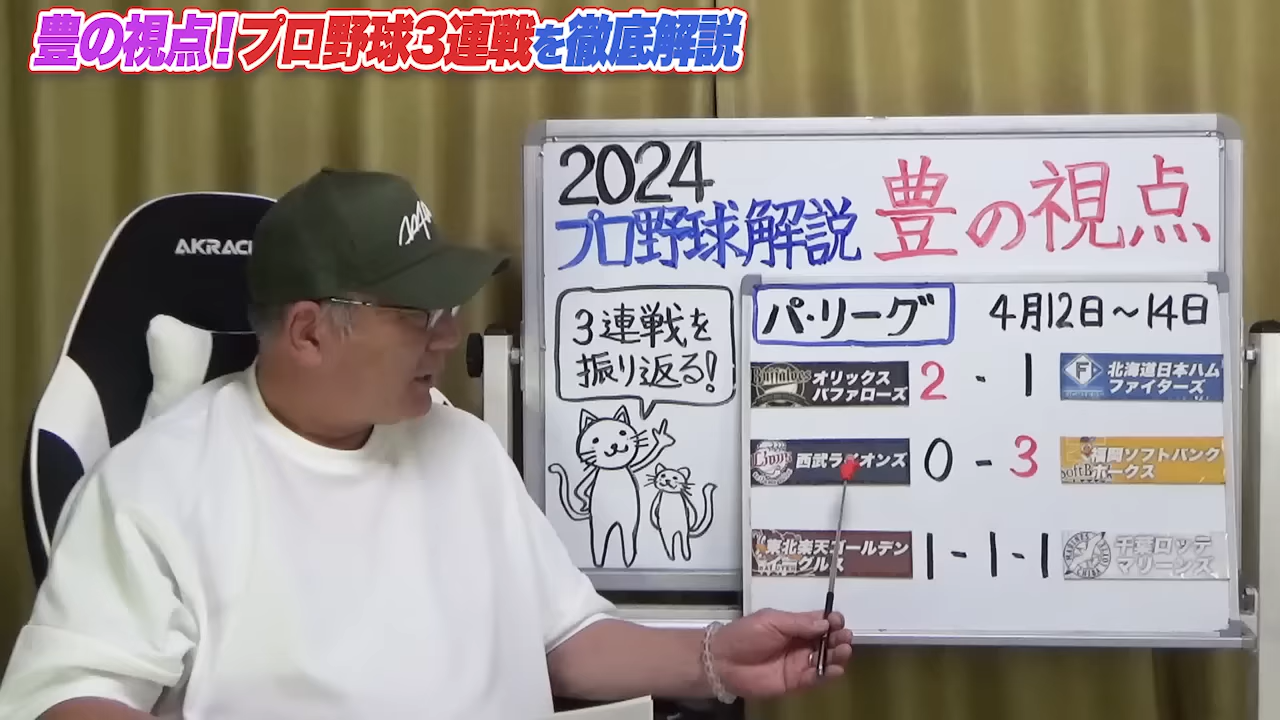 豊の視点!プロ野球3連戦を徹底解説
AKRACI
2024
プロ野球解説
豊の視点
3連戦を
振り返る!
パ・リーグ
4月12日〜14日
Buffaloes
オリックス
バファローズ
2 - 1
F
北海道日本ハム
ファイターズ
Lions
西武ライオンズ
0 - 3
福岡ソフトバンク
ホークス
東北楽天ゴールデン
グルス
1-1-1
千葉ロッテ
マリーンズ